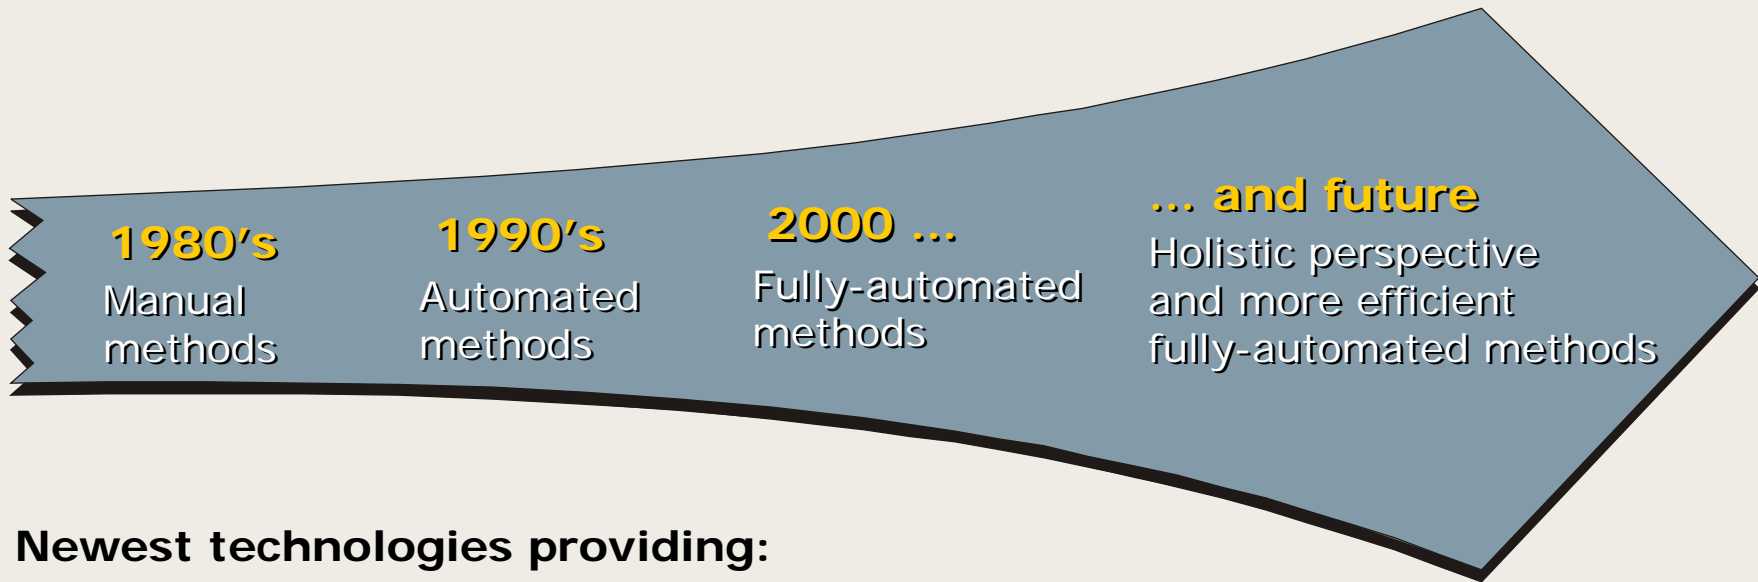 1980's
Manual
methods
1990's
Automated
methods
2000 ...
Fully-automated
methods
... and future
Holistic perspective
and more efficient
fully-automated methods
Newest technologies providing: